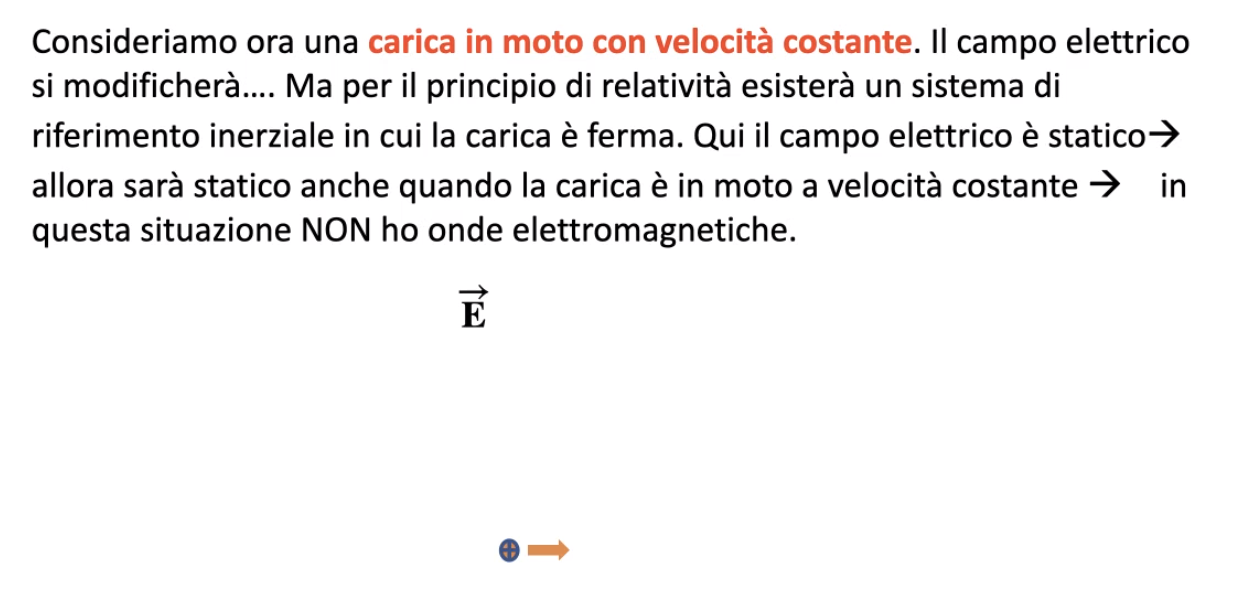 Consideriamo ora una carica in moto con velocità costante. Il campo elettrico
si modificherà.... Ma per il principio di relatività esisterà un sistema di
riferimento inerziale in cui la carica è ferma. Qui il campo elettrico è statico→
allora sarà statico anche quando la carica è in moto a velocità costante → in
questa situazione NON ho onde elettromagnetiche.
E⃗